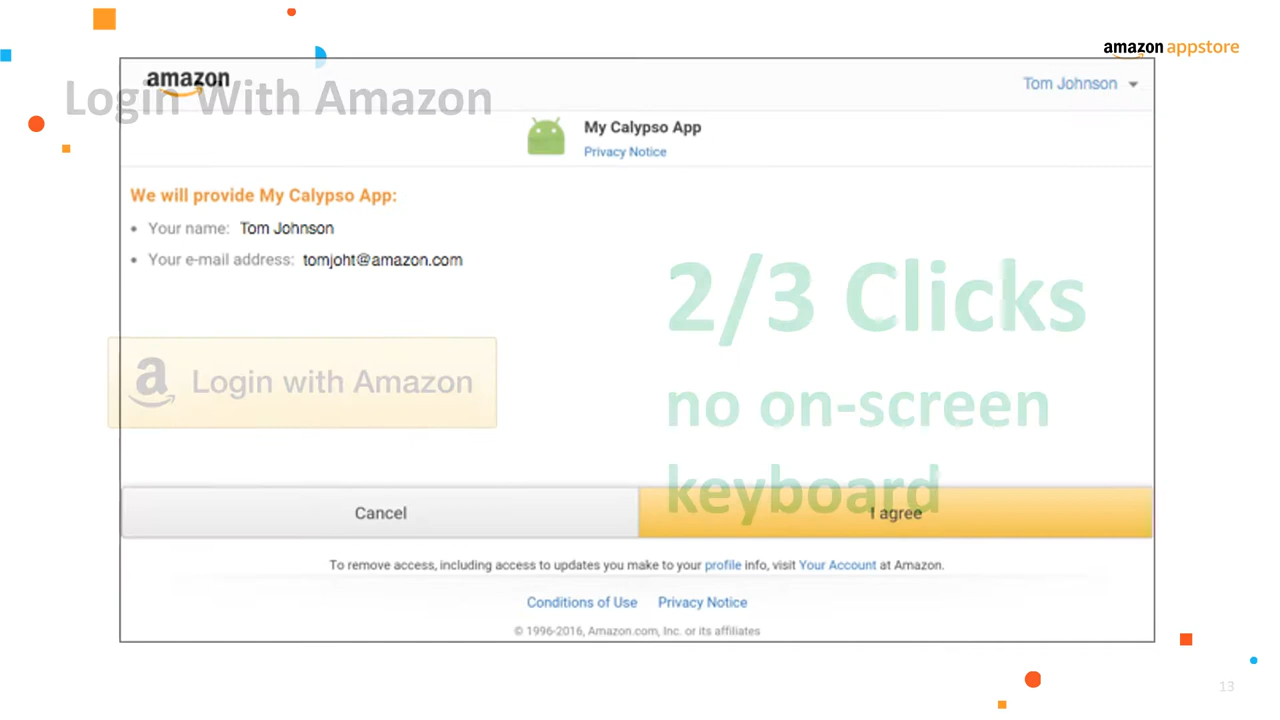 amazon appstore
Login With Amazon
amazon
Tom Johnson
My Calypso App
Privacy Notice
We will provide My Calypso App:
• Your name: Tom Johnson
• Your e-mail address: tomjoht@amazon.com
2/3 Clicks
no on-screen
keyboard
a Login with Amazon
Cancel
I agree
To remove access, including access to updates you make to your profile info, visit Your Account at Amazon.
Conditions of Use Privacy Notice
© 1996-2016, Amazon.com, Inc. or its affiliates
13